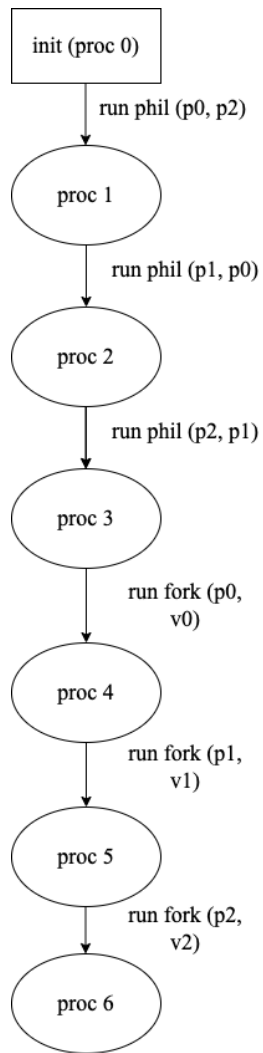 init (proc 0)
run phil (p0, p2)
proc 1
run phil (p1, p0)
proc 2
run phil (p2, p1)
proc 3
run fork (p0,
v0)
proc 4
run fork (p1,
v1)
proc 5
run fork (p2,
v2)
proc 6